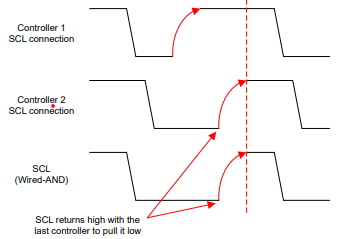 Controller 1
SCL connection
Controller 2
SCL connection
SCL
(Wired-AND)
SCL returns high with the
last controller to pull it low